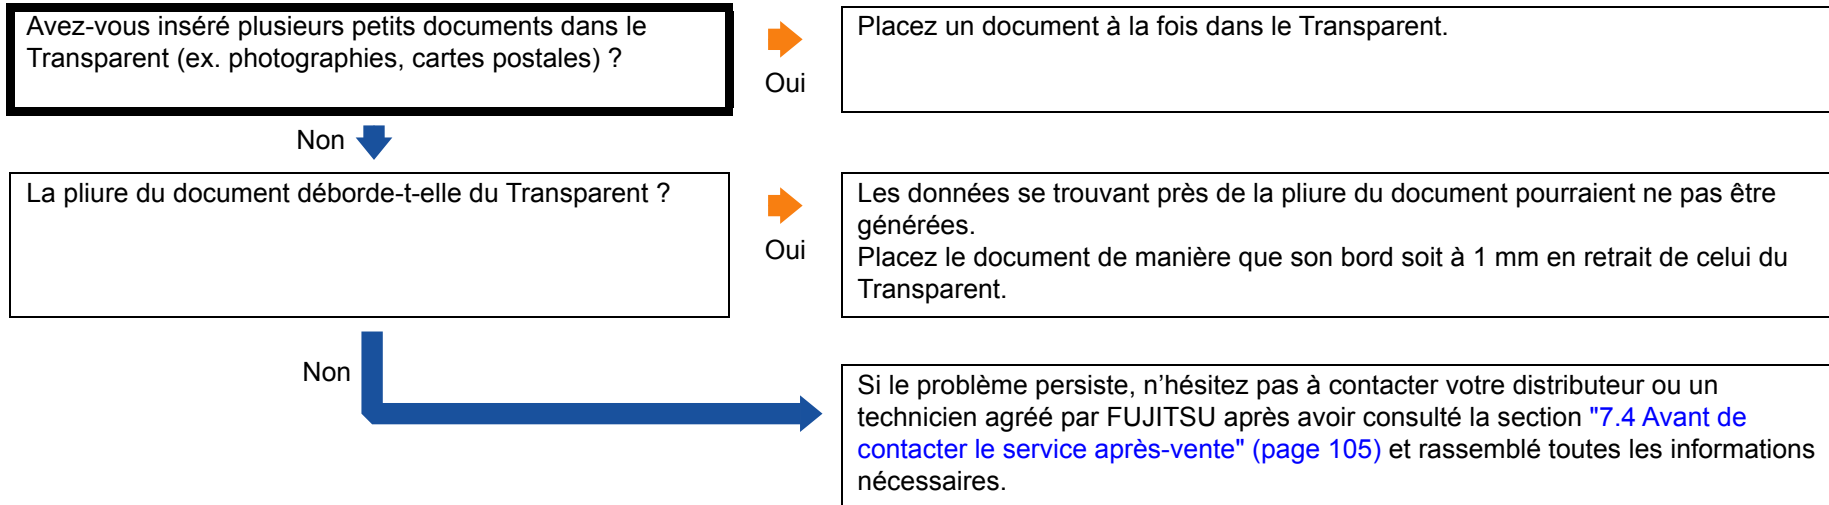 Avez-vous inséré plusieurs petits documents dans le
Transparent (ex. photographies, cartes postales) ?
Oui
Placez un document à la fois dans le Transparent.
Non
La pliure du document déborde-t-elle du Transparent ?
Oui
Les données se trouvant près de la pliure du document pourraient ne pas être
générées.
Placez le document de manière que son bord soit à 1 mm en retrait de celui du
Transparent.
Non
Si le problème persiste, n’hésitez pas à contacter votre distributeur ou un
technicien agréé par FUJITSU après avoir consulté la section "7.4 Avant de
contacter le service après-vente" (page 105) et rassemblé toutes les informations
nécessaires.